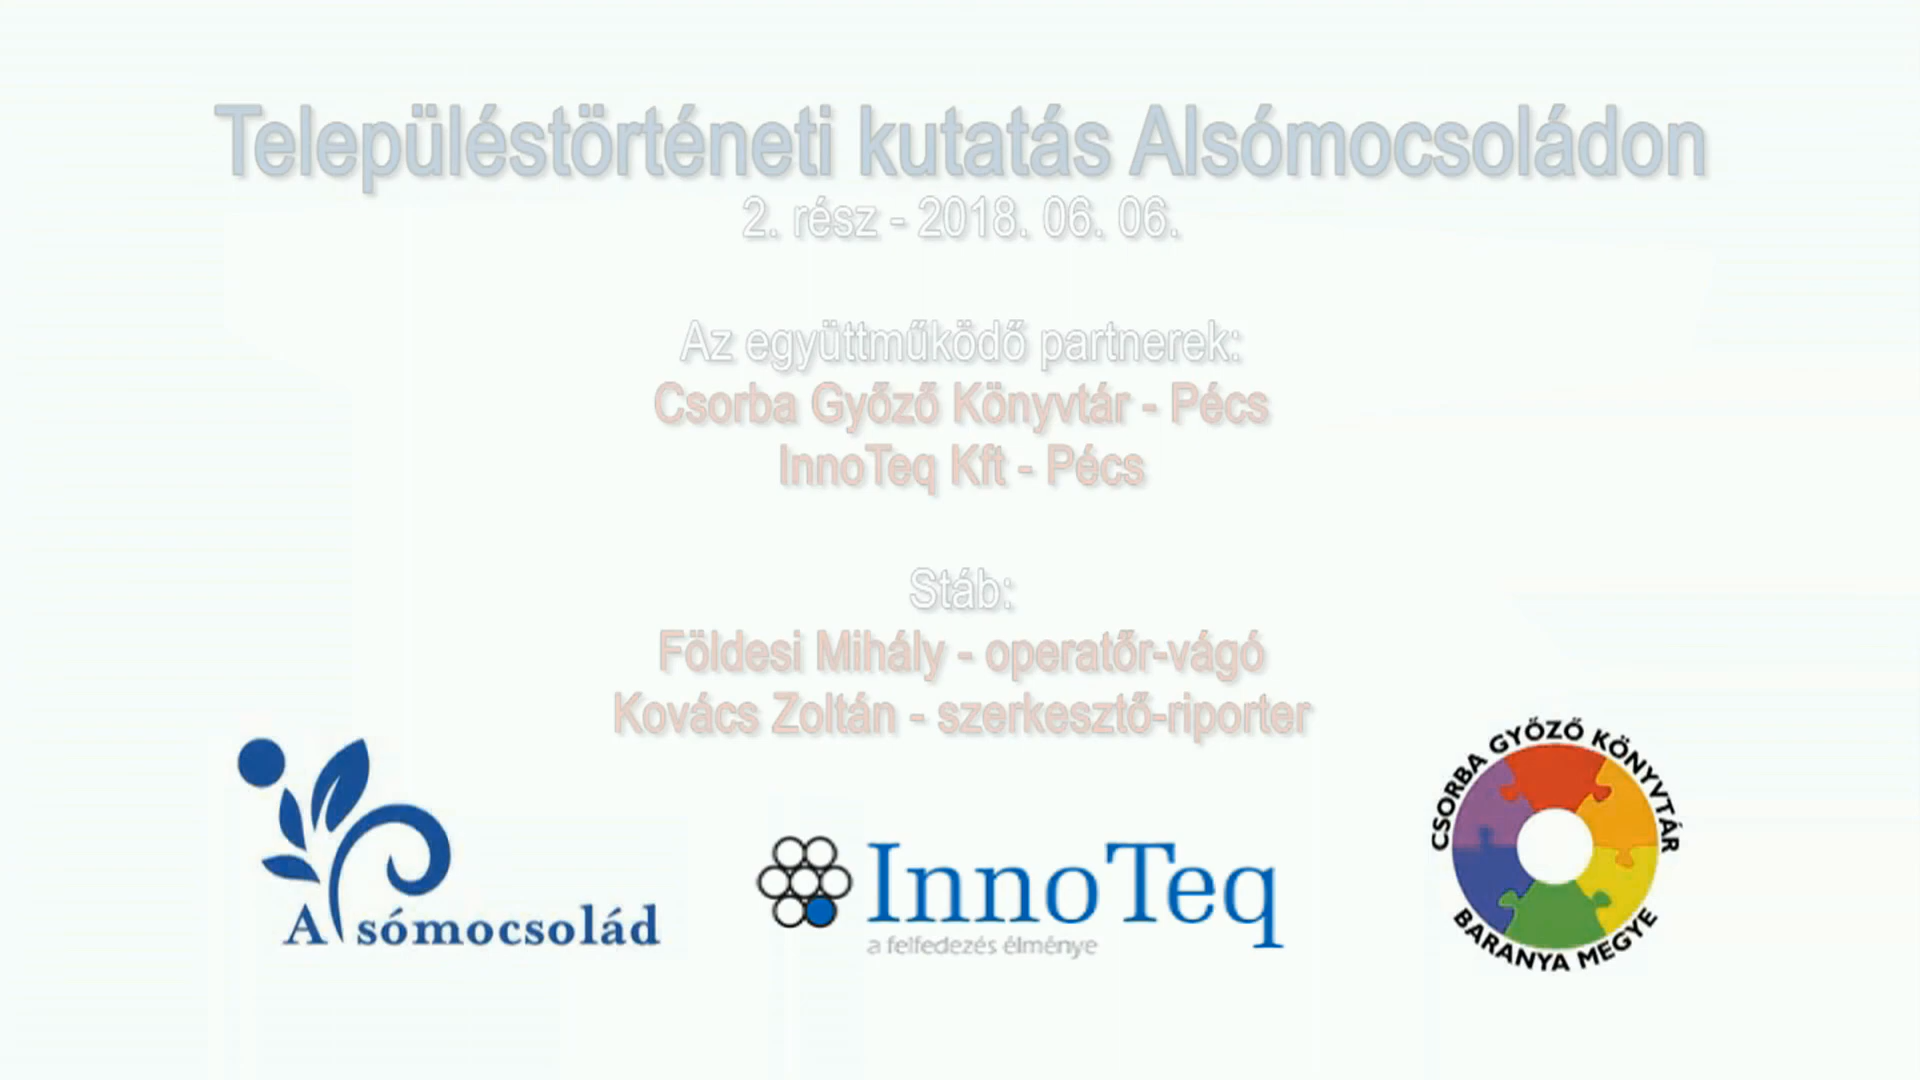 Településtörténeti kutatás Alsómocsoládon
2. rész - 2018. 06. 06.
Az együttműködő partnerek:
Csorba Győző Könyvtár - Pécs
InnoTeq Kft - Pécs
Stáb:
Földesi Mihály - operatőr-vágó
Kovács Zoltán - szerkesztő-riporter
Alsómocsolád
InnoTeq
a felfedezés élménye
CSORBA GYŐZŐ KÖNYVTÁR
BARANYA MEGYE